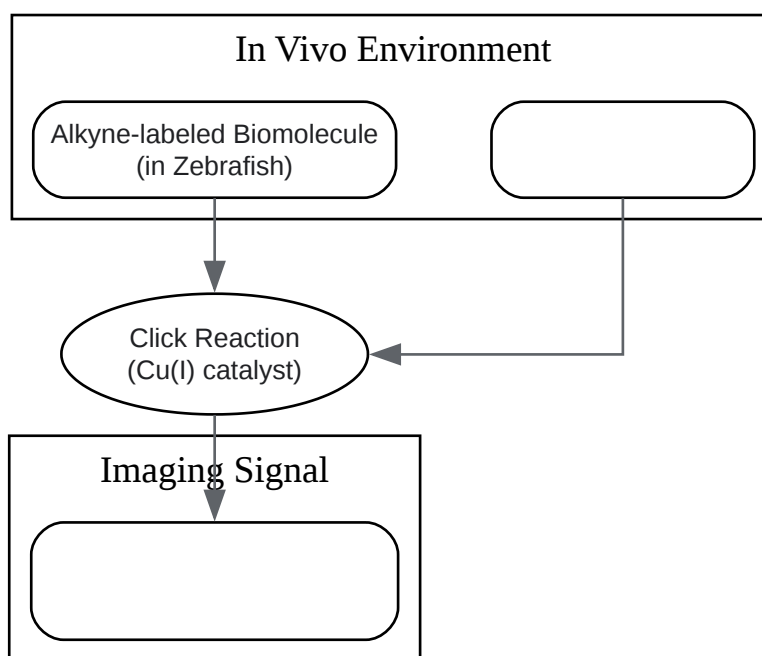 In Vivo Environment
Alkyne-labeled Biomolecule
(in Zebrafish)
Click Reaction
(Cu(I) catalyst)
Imaging Signal